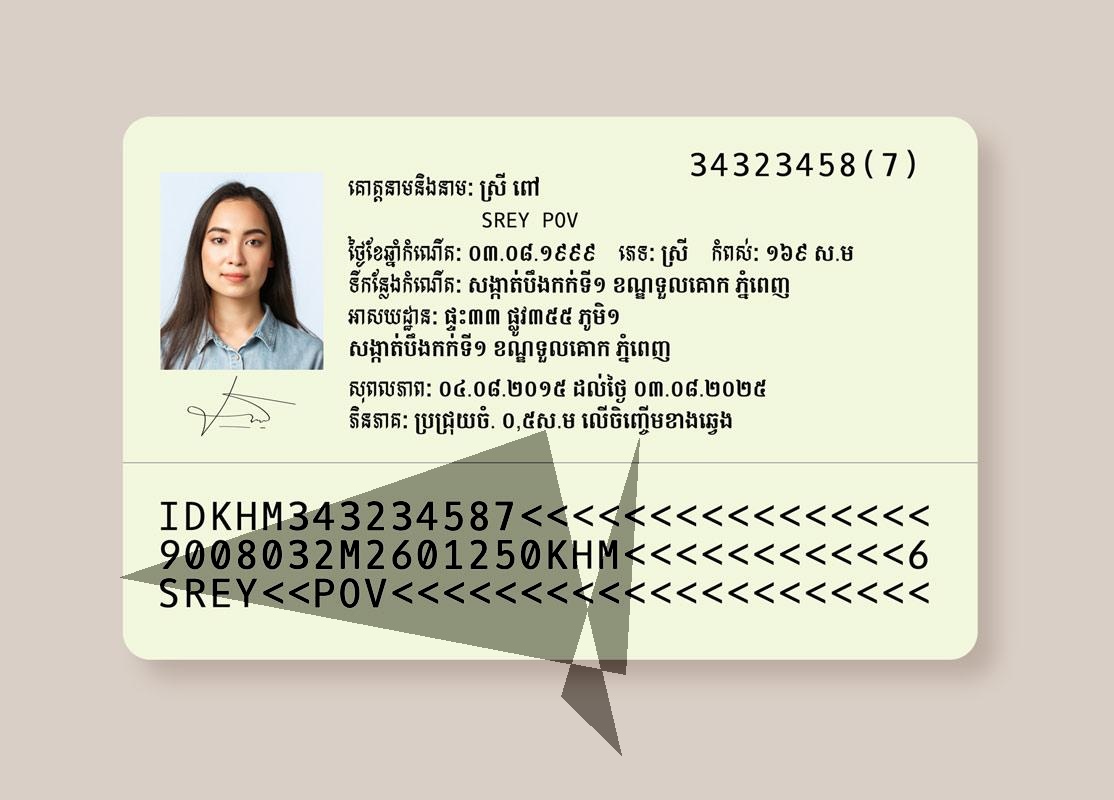 34323458(7)
គោត្តនាមនិងនាម: ស្រី ពៅ
SREY POV
ថ្ងៃខែឆ្នាំកំណើត: ០៣.០៨.១៩៩៩ ភេទ: ស្រី កំពស់: ១៦៩ ស.ម
ទីកន្លែងកំណើត: សង្កាត់បឹងកក់ទី១ ខណ្ឌទួលគោក ភ្នំពេញ
អាសយដ្ឋាន: ផ្ទះ៣៣ ផ្លូវ៣៥៥ ភូមិ១
សង្កាត់បឹងកក់ទី១ ខណ្ឌទួលគោក ភ្នំពេញ
សុពលភាព: ០៤.០៨.២០១៥ ដល់ថ្ងៃ ០៣.០៨.២០២៥
ភិនភាគ: ប្រជ្រុយចំ. ០,៥ស.ម លើចិញ្ចើមខាងឆ្វេង
IDKHM343234587<<<<<<<<<<<<<<<<
9008032M2601250KHM<<<<<<<<<<<6
SREY<<POV<<<<<<<<<<<<<<<<<<<<<